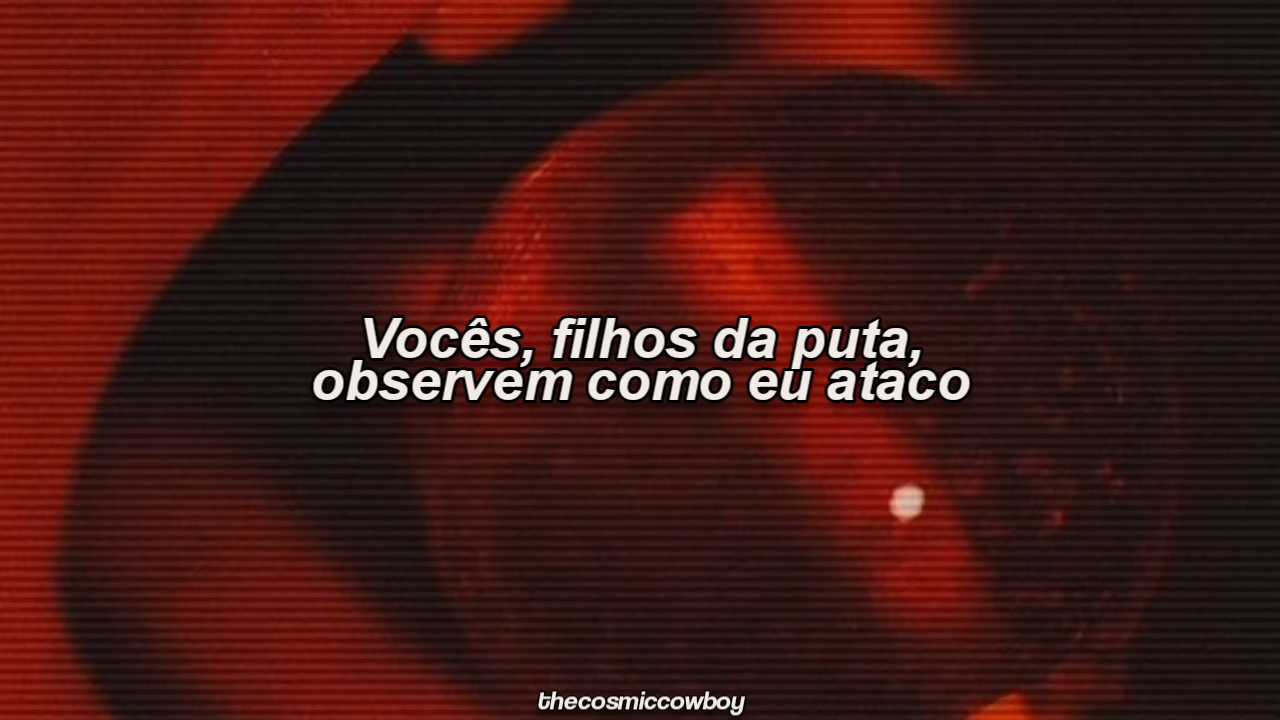 Vocês, filhos da puta,
observem como eu ataco
thecosmiccowboy